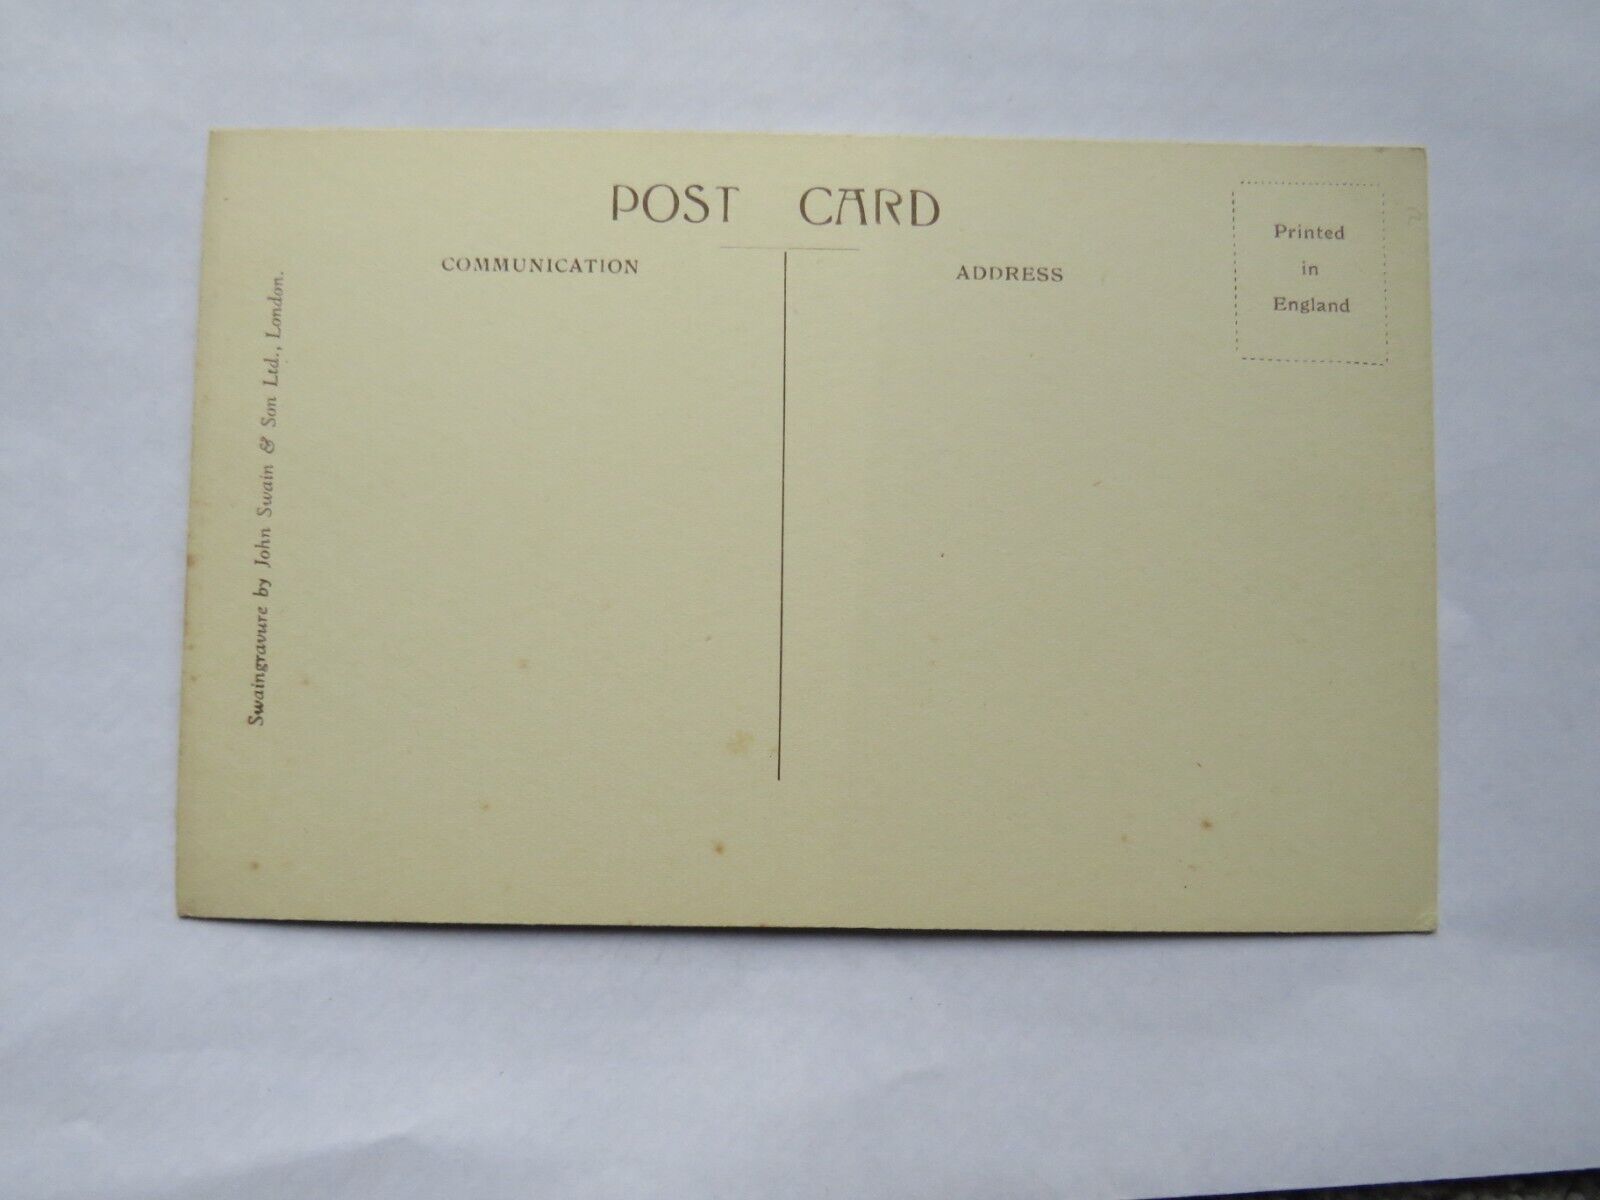 POST CARD
COMMUNICATION
ADDRESS
Printed
in
England
Swaingravure by John Swain & Son Ltd., London.